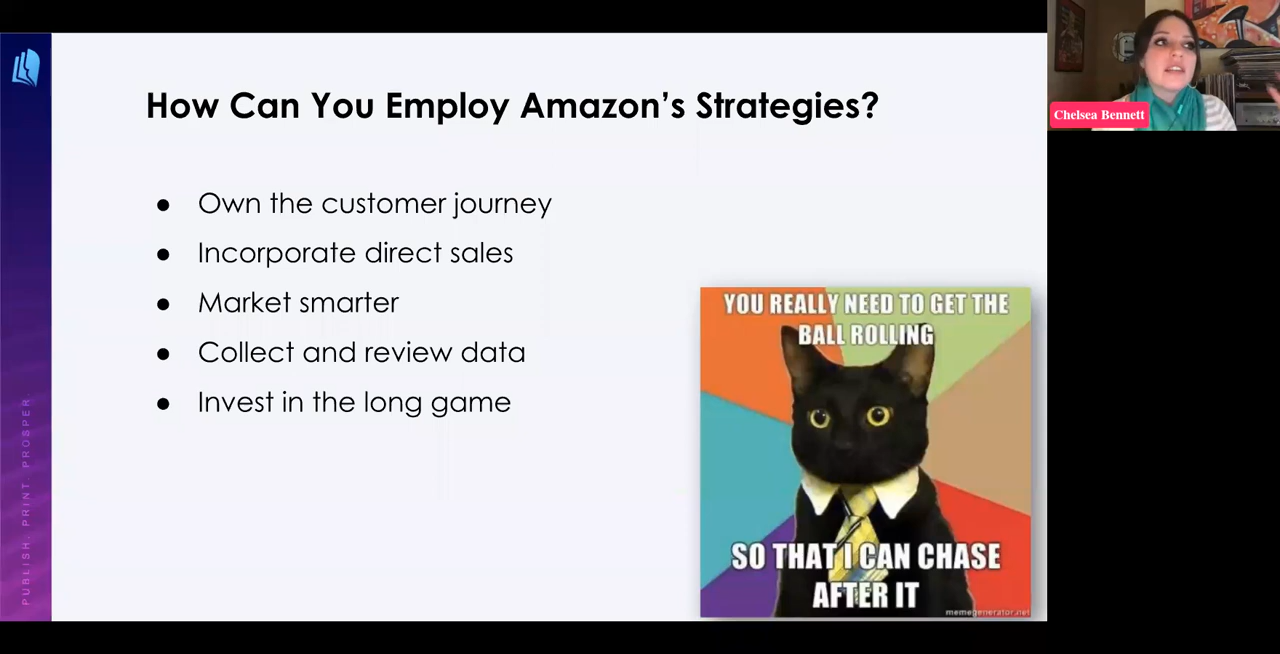 How Can You Employ Amazon's Strategies?
● Own the customer journey
● Incorporate direct sales
● Market smarter
● Collect and review data
● Invest in the long game
YOU REALLY NEED TO GET THE
BALL ROLLING
SO THAT I CAN CHASE
AFTER IT
memegenerator.net
PUBLISH. PRINT. PROSPER
Chelsea Bennett